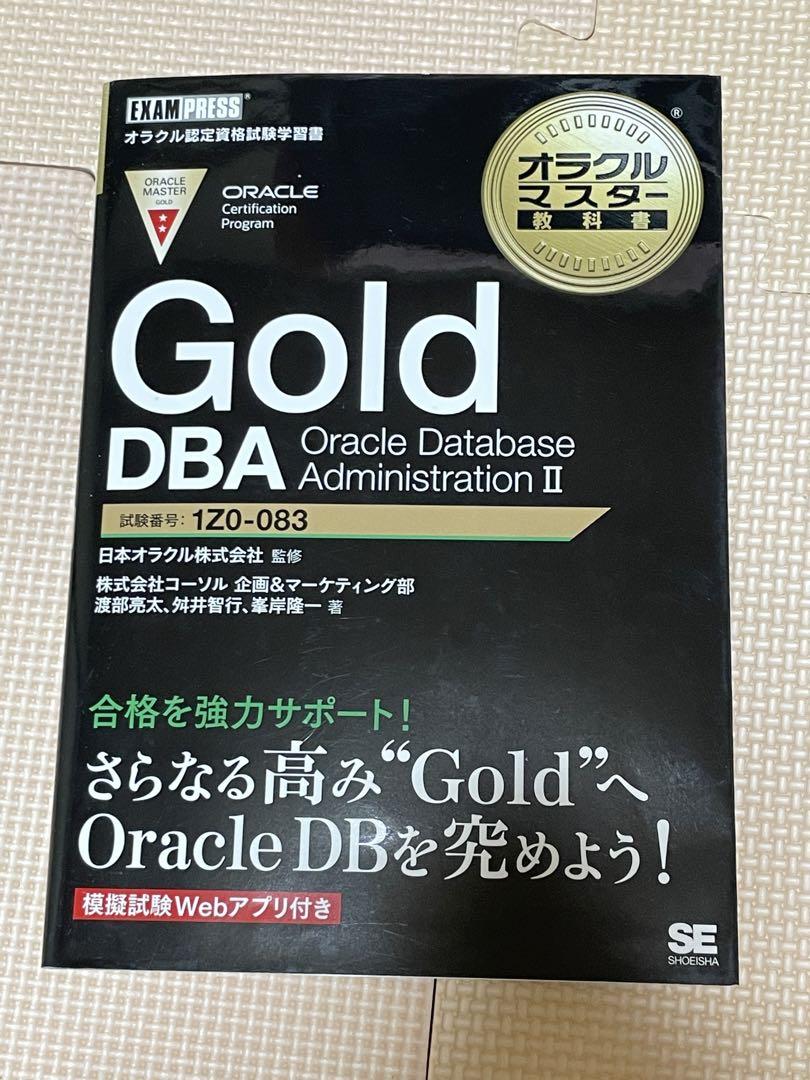 EXAMPRESS®
オラクル認定資格試験学習書
ORACLE
MASTER
GOLD
ORACLE
Certification
Program
®
オラクル
マスター
教科書
Gold
DBA Oracle Database
Administration II
試験番号: 1Z0-083
日本オラクル株式会社 監修
株式会社コーソル 企画&マーケティング部
渡部亮太、舛井智行、峯岸隆一 著
合格を強力サポート!
さらなる高み“Gold”へ
Oracle DBを究めよう!
模擬試験Webアプリ付き
SE
SHOEISHA